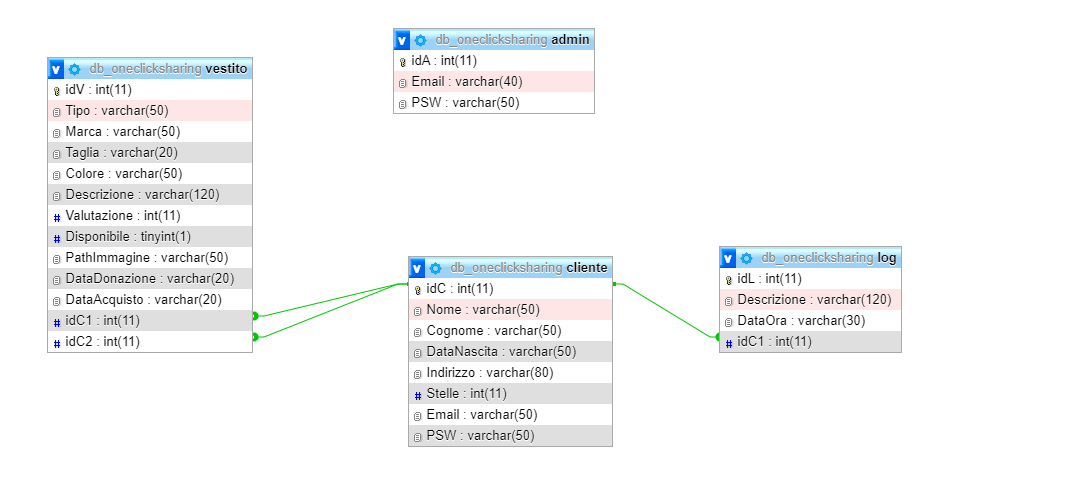 db_oneclicksharing vestito
idV : int(11)
Tipo : varchar(50)
Marca : varchar(50)
Taglia : varchar(20)
Colore : varchar(50)
Descrizione : varchar(120)
Valutazione : int(11)
Disponibile : tinyint(1)
PathImmagine : varchar(50)
DataDonazione : varchar(20)
DataAcquisto : varchar(20)
idC1 : int(11)
idC2 : int(11)
db_oneclicksharing admin
idA : int(11)
Email : varchar(40)
PSW : varchar(50)
db_oneclicksharing cliente
idC : int(11)
Nome : varchar(50)
Cognome : varchar(50)
DataNascita : varchar(50)
Indirizzo : varchar(80)
Stelle : int(11)
Email : varchar(50)
PSW : varchar(50)
db_oneclicksharing log
idL : int(11)
Descrizione : varchar(120)
DataOra : varchar(30)
idC1 : int(11)